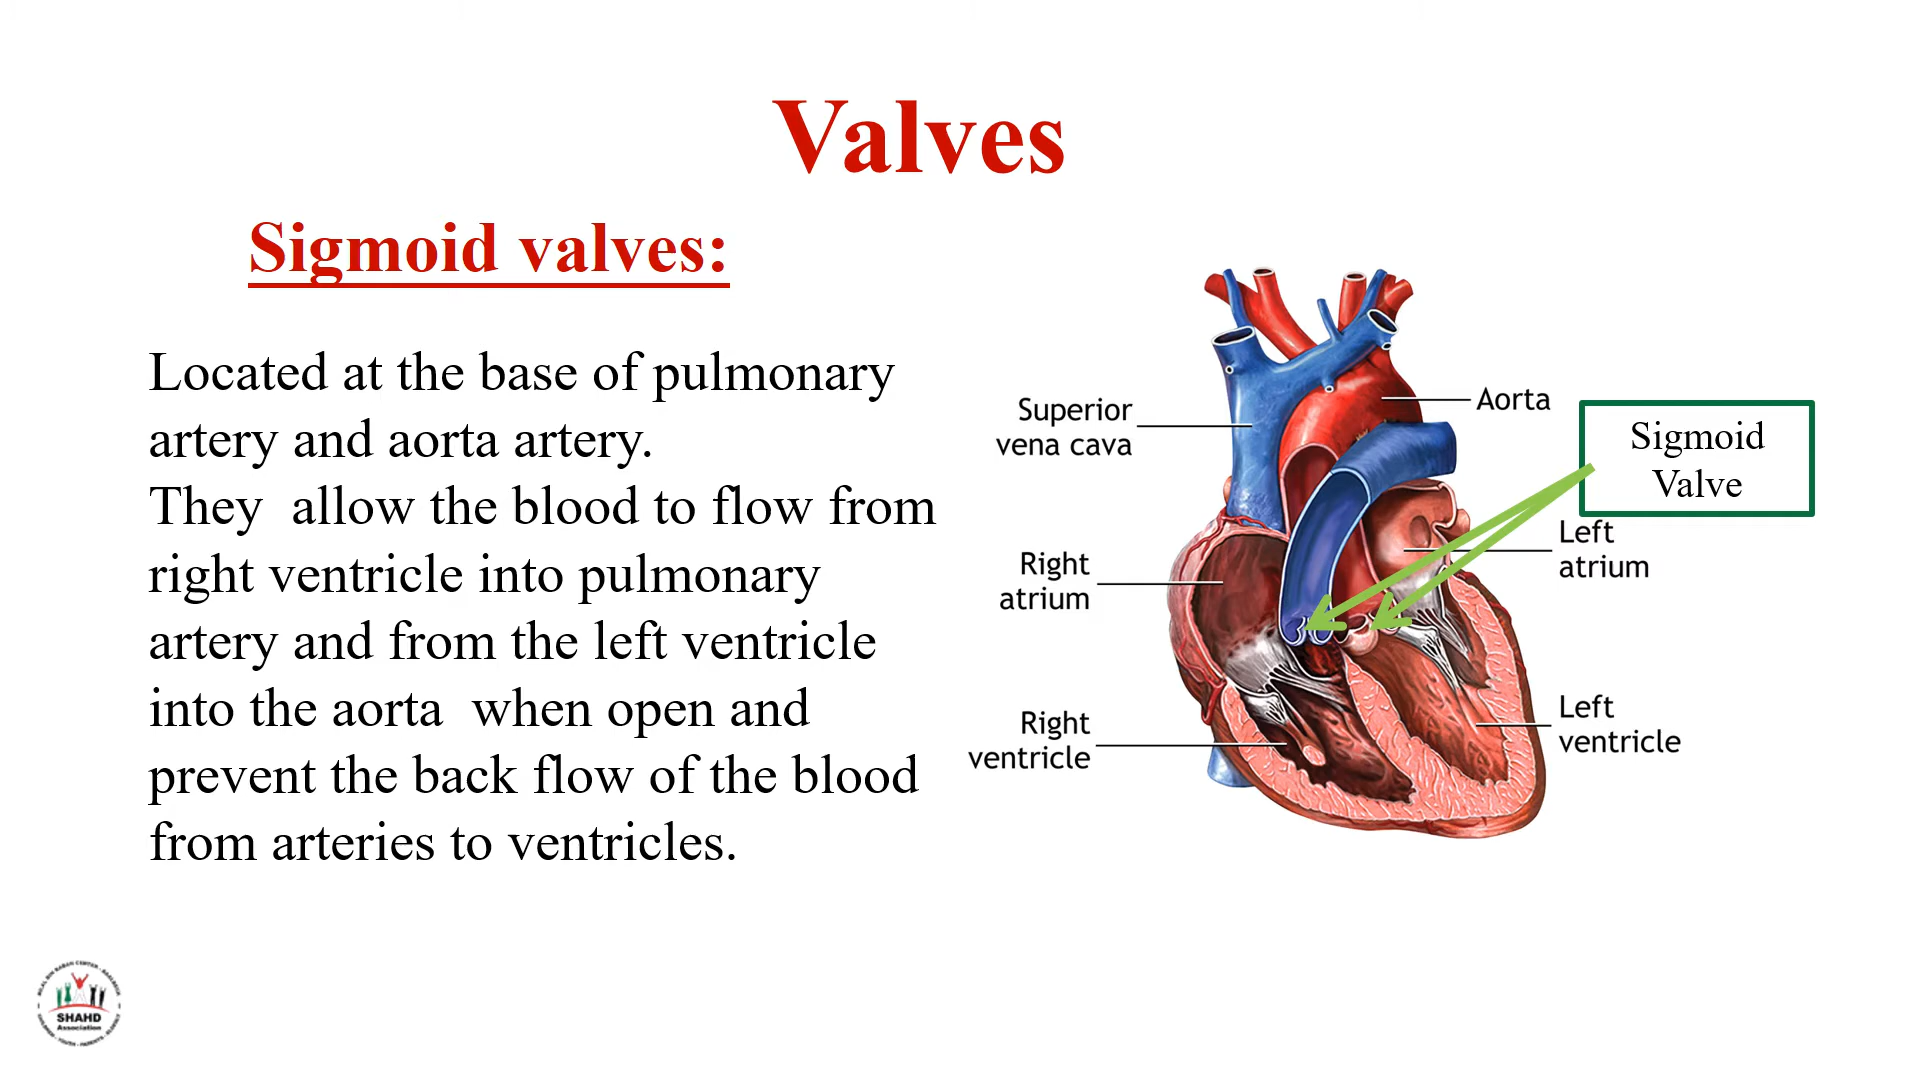 Valves
Sigmoid valves:
Located at the base of pulmonary
artery and aorta artery.
They allow the blood to flow from
right ventricle into pulmonary
artery and from the left ventricle
into the aorta when open and
prevent the back flow of the blood
from arteries to ventricles.
Superior
vena cava
Aorta
Sigmoid
Valve
Left
atrium
Right
atrium
Left
ventricle
Right
ventricle
SHAHD
Association